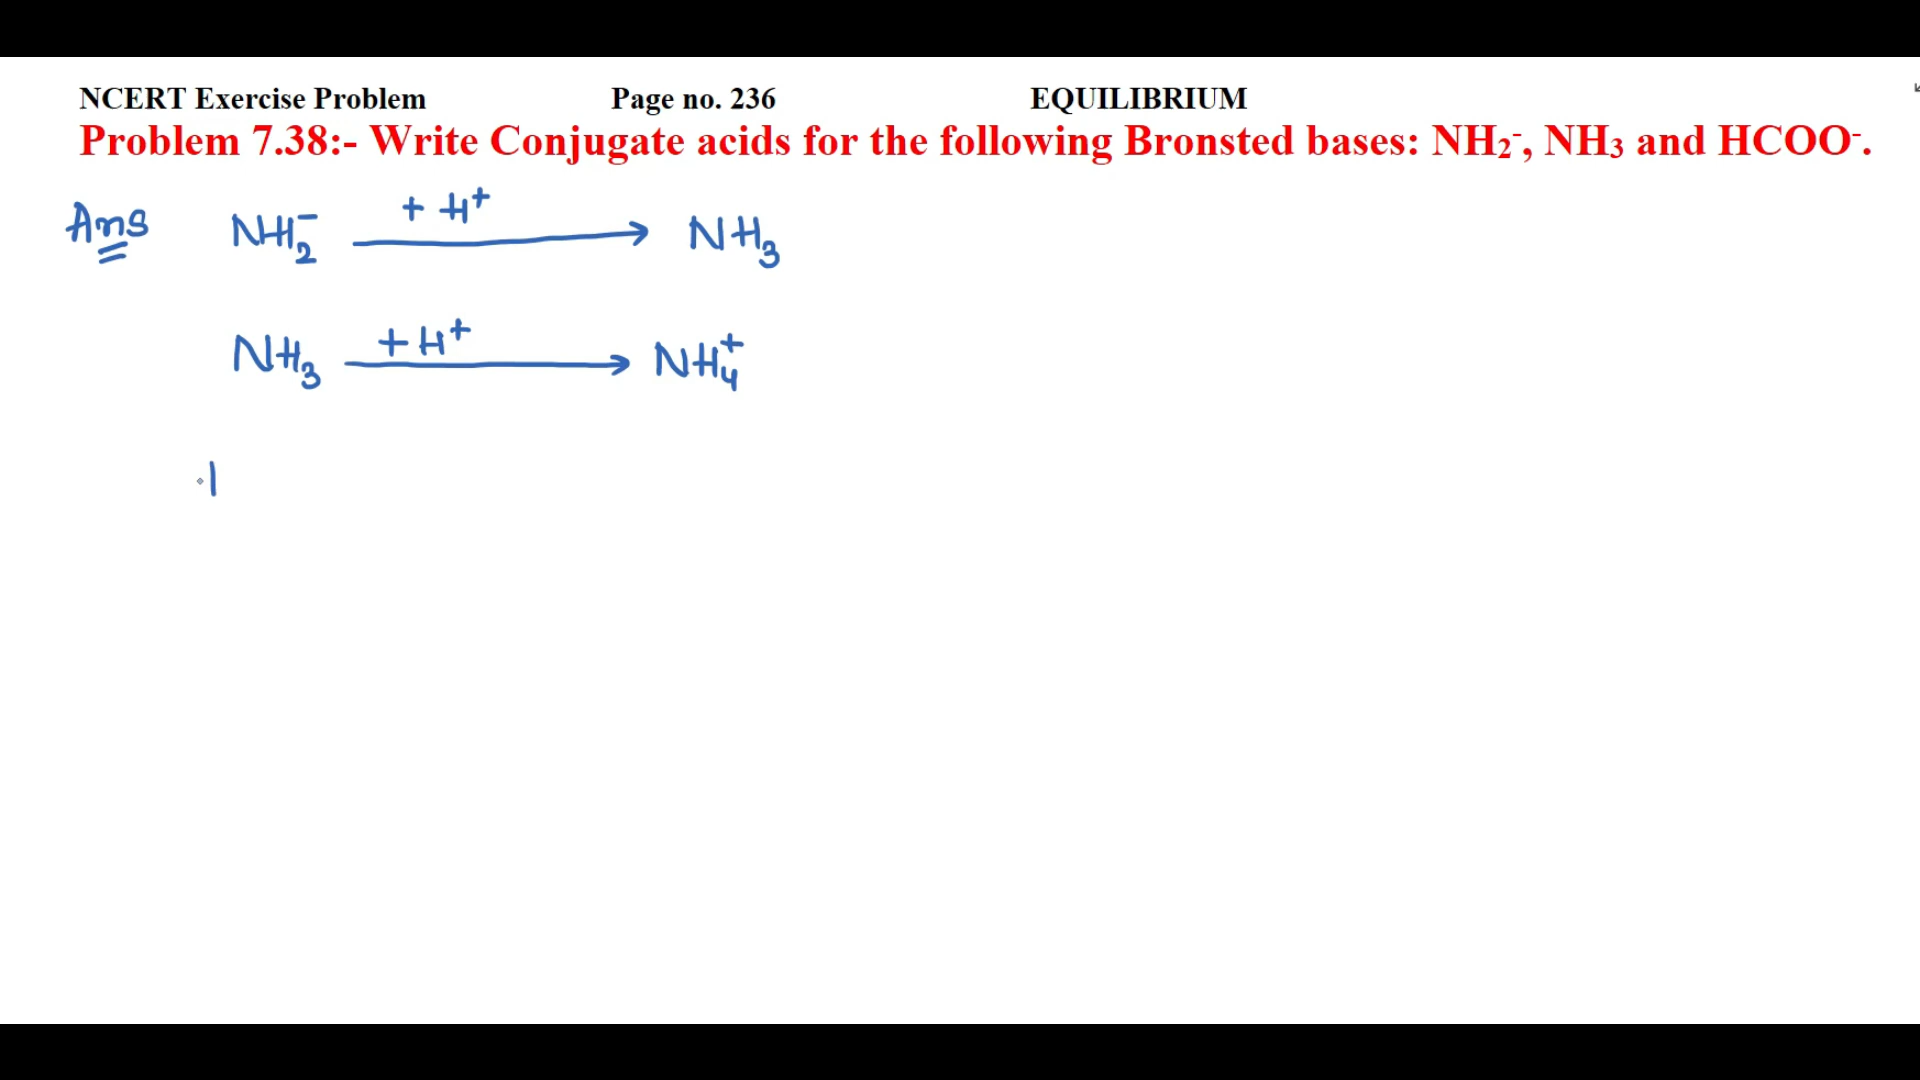 NCERT Exercise Problem Page no. 236 EQUILIBRIUM
Problem 7.38:- Write Conjugate acids for the following Bronsted bases: NH₂⁻, NH₃ and HCOO⁻.
Ans NH₂⁻ + H⁺ → NH₃
NH₃ + H⁺ → NH₄⁺